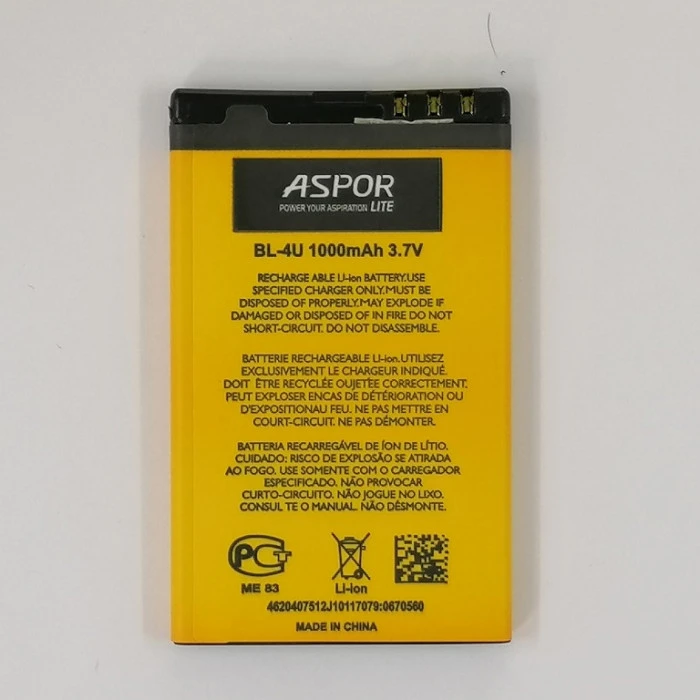 ASPOR
POWER YOUR ASPIRATION LITE
BL-4U 1000mAh 3.7V
RECHARGE ABLE Li-ion BATTERY.USE
SPECIFIED CHARGER ONLY.MUST BE
DISPOSED OF PROPERLY.MAY EXPLODE IF
DAMAGED OR DISPOSED OF IN FIRE DO NOT
SHORT-CIRCUIT. DO NOT DISASSEMBLE.
BATTERIE RECHARGEABLE Li-ion.UTILISEZ
EXCLUSIVEMENT LE CHARGEUR INDIQUÉ.
DOIT ÊTRE RECYCLÉE OUJETÉE CORRECTEMENT.
PEUT EXPLOSER ENCAS DE DÉTÉRIORATION OU
D'EXPOSITIONAU FEU. NE PAS METTRE EN
COURT-CIRCUIT. NE PAS DÉMONTER.
BATTERIA RECARREGÁVEL DE ÍON DE LÍTIO.
CUIDADO: RISCO DE EXPLOSÃO SE ATIRADA
AO FOGO. USE SOMENTE COM O CARREGADOR
ESPECIFICADO. NÃO PROVOCAR
CURTO-CIRCUITO. NÃO JOGUE NO LIXO.
CONSUL TE O MANUAL. NÃO DÉSMONTE.
РСТ
ME 83 Li-ion
4620407512J10117079:0670560
MADE IN CHINA